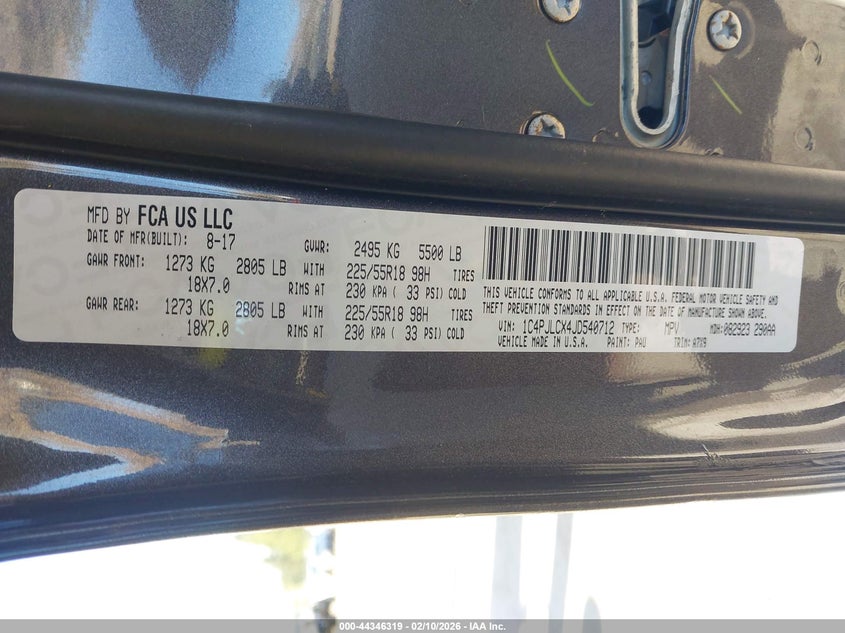 MFD BY FCA US LLC
DATE OF MFR(BUILT): 8-17 GVWR: 2495 KG 5500 LB
GAWR FRONT: 1273 KG 2805 LB WITH 225/55R18 98H TIRES
18X7.0 RIMS AT 230 KPA ( 33 PSI) COLD
GAWR REAR: 1273 KG 2805 LB WITH 225/55R18 98H TIRES
18X7.0 RIMS AT 230 KPA ( 33 PSI) COLD
THIS VEHICLE CONFORMS TO ALL APPLICABLE U.S.A. FEDERAL MOTOR VEHICLE SAFETY AND
THEFT PREVENTION STANDARDS IN EFFECT ON THE DATE OF MANUFACTURE SHOWN ABOVE.
VIN: 1C4PJLCX4JD540712 TYPE: MPV MDH: 082923 290AA
VEHICLE MADE IN U.S.A. PAINT: PAU TRIM: A7X9
000-44346319 - 02/10/2026 - IAA Inc.